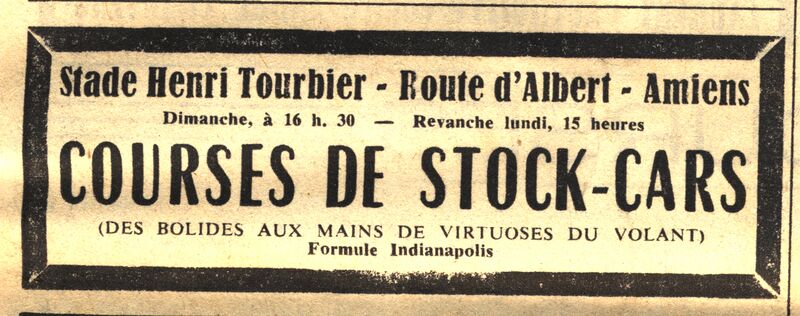 Stade Henri Tourbier - Route d'Albert - Amiens
Dimanche, à 16 h. 30 — Revanche lundi, 15 heures
COURSES DE STOCK-CARS
(DES BOLIDES AUX MAINS DE VIRTUOSES DU VOLANT)
Formule Indianapolis